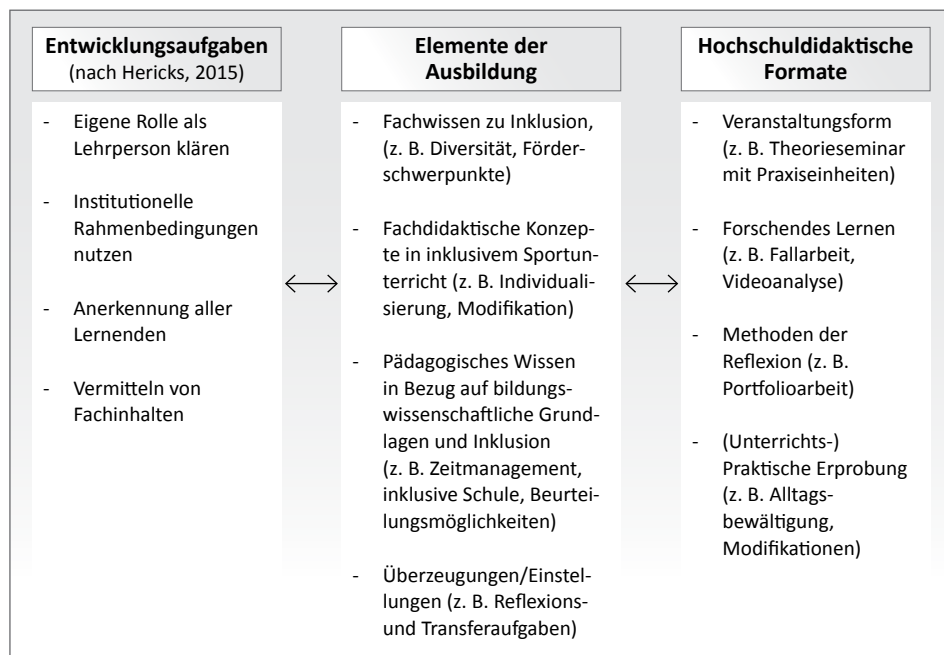 Entwicklungsaufgaben
(nach Hericks, 2015)
- Eigene Rolle als
Lehrperson klären
- Institutionelle
Rahmenbedingungen
nutzen
- Anerkennung aller
Lernenden
- Vermitteln von
Fachinhalten
Elemente der
Ausbildung
- Fachwissen zu Inklusion,
(z. B. Diversität, Förder-
schwerpunkte)
- Fachdidaktische Konzep-
te in inklusivem Sportun-
terricht (z. B. Individuali-
sierung, Modifikation)
- Pädagogisches Wissen
in Bezug auf bildungs-
wissenschaftliche Grund-
lagen und Inklusion
(z. B. Zeitmanagement,
inklusive Schule, Beurtei-
lungsmöglichkeiten)
- Überzeugungen/Einstel-
lungen (z. B. Reflexions-
und Transferaufgaben)
Hochschuldidaktische
Formate
- Veranstaltungsform
(z. B. Theorieseminar
mit Praxiseinheiten)
- Forschendes Lernen
(z. B. Fallarbeit,
Videoanalyse)
- Methoden der
Reflexion (z. B.
Portfolioarbeit)
- (Unterrichts-)
Praktische Erprobung
(z. B. Alltags-
bewältigung,
Modifikationen)